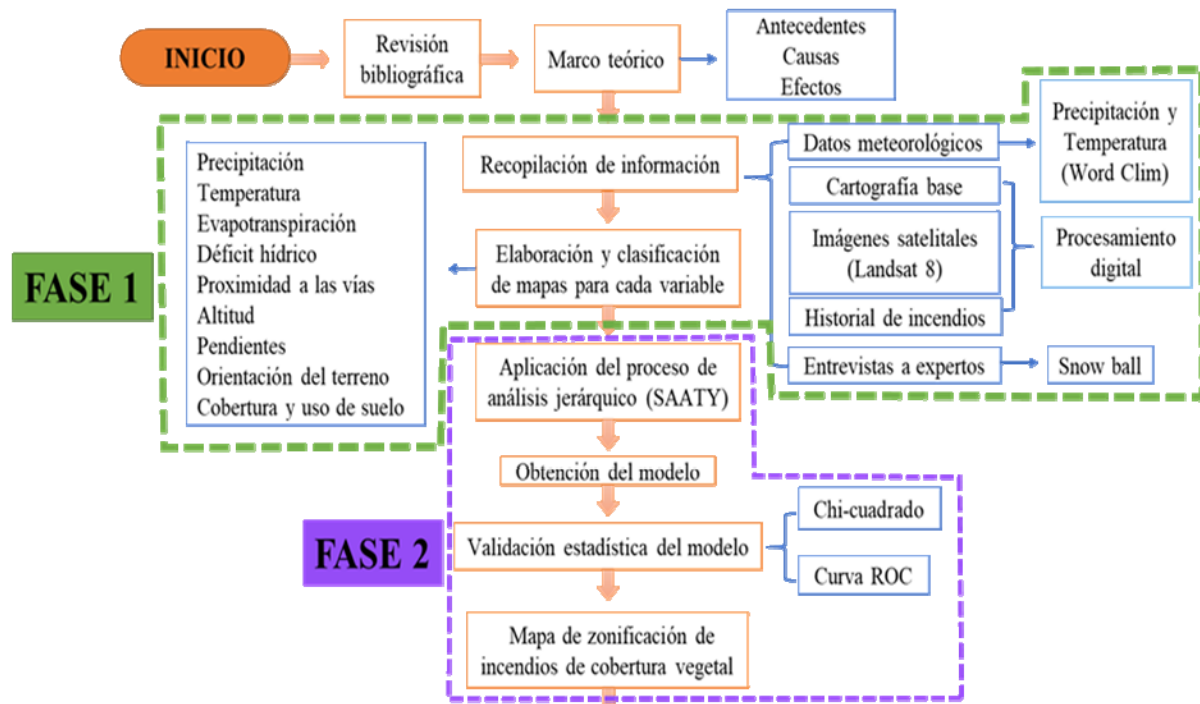 INICIO
Revisión
bibliográfica
Marco teórico
Antecedentes
Causas
Efectos
FASE 1
Precipitación
Temperatura
Evapotranspiración
Déficit hídrico
Proximidad a las vías
Altitud
Pendientes
Orientación del terreno
Cobertura y uso de suelo
Recopilación de información
Elaboración y clasificación
de mapas para cada variable
Datos meteorológicos
Cartografía base
Imágenes satelitales
(Landsat 8)
Historial de incendios
Entrevistas a expertos
Precipitación y
Temperatura
(Word Clim)
Procesamiento
digital
Snow ball
FASE 2
Aplicación del proceso de
análisis jerárquico (SAATY)
Obtención del modelo
Validación estadística del modelo
Chi-cuadrado
Curva ROC
Mapa de zonificación de
incendios de cobertura vegetal